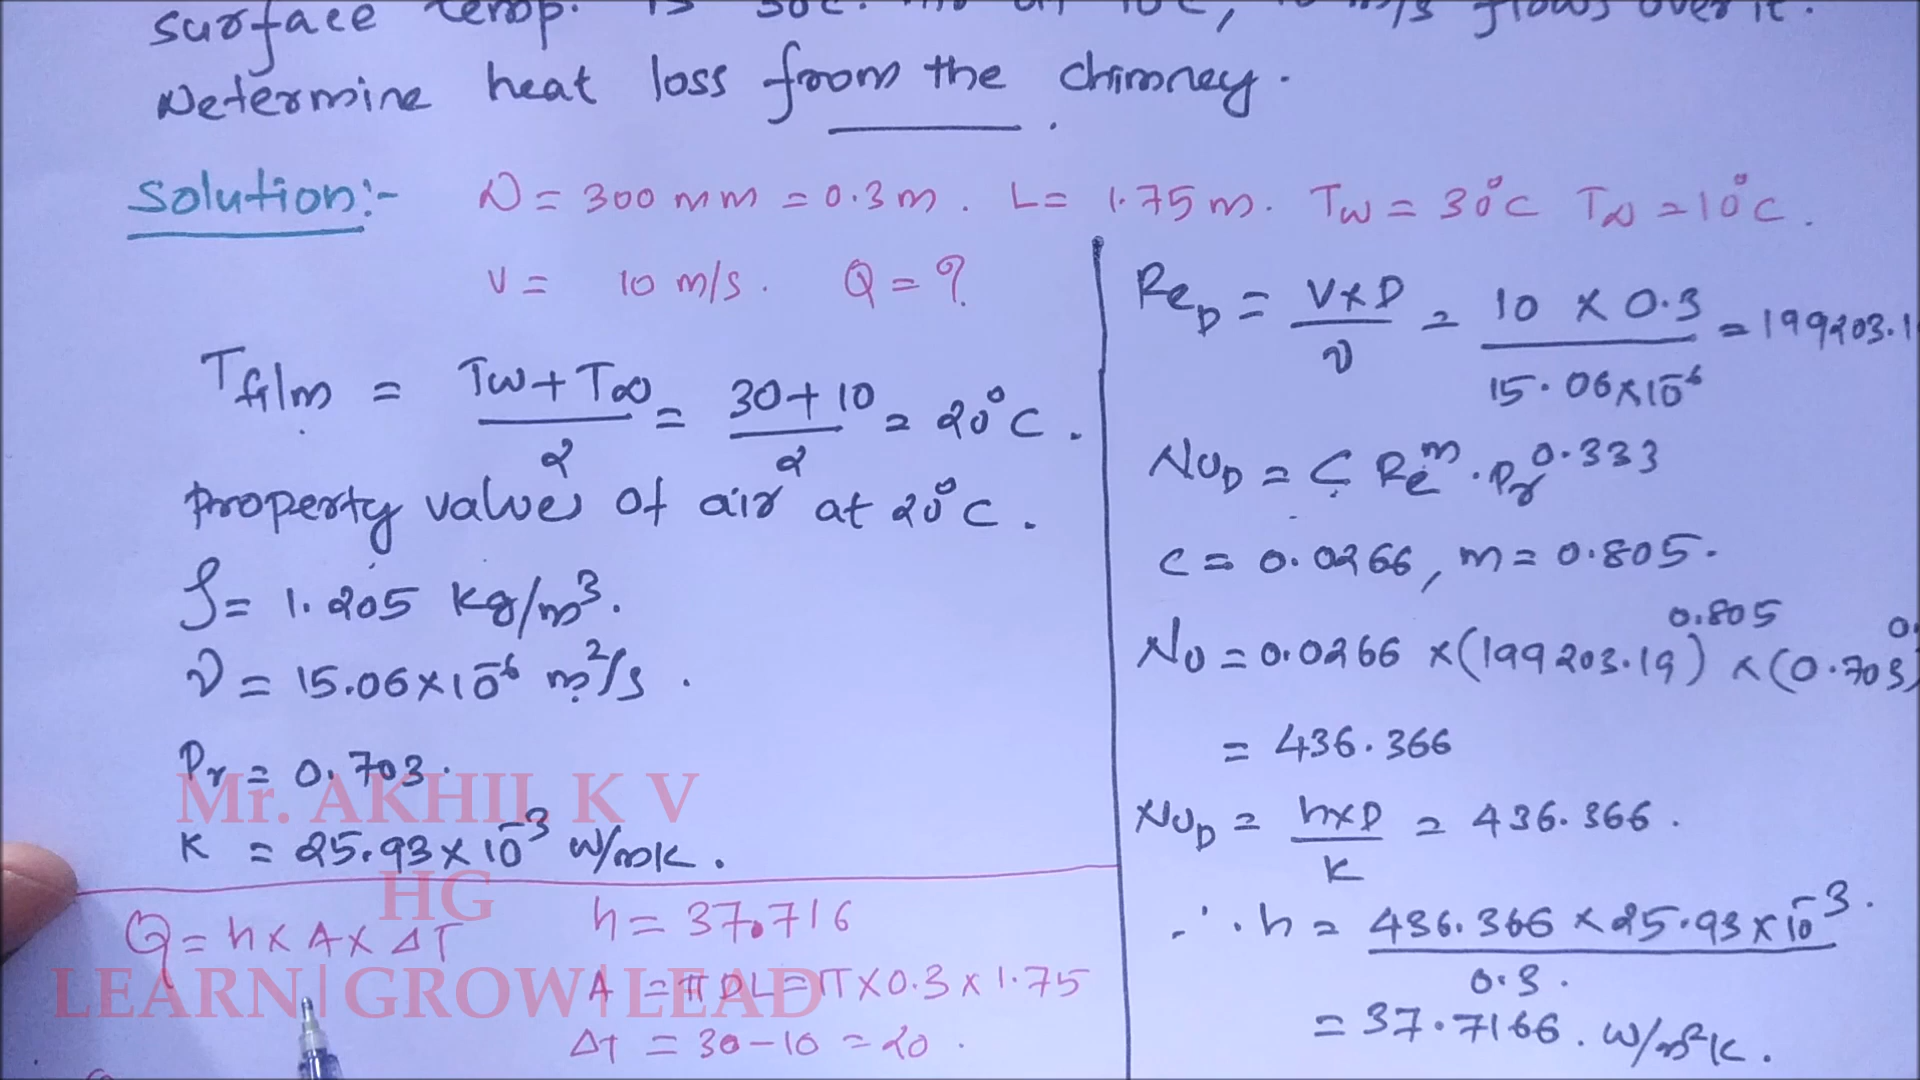 surface temp. is 30°C. and air 10°C, 10 m/s flows over it.
Determine heat loss from the chimney.
Solution:- D = 300 mm = 0.3 m. L = 1.75 m. Tw = 30°C T∞ = 10°C.
V = 10 m/s. Q = ?
Tfilm = (Tw + T∞)/2 = (30 + 10)/2 = 20°C.
Property values of air at 20°C.
ρ = 1.205 kg/m³.
ν = 15.06 × 10⁻⁶ m²/s.
Pr = 0.703.
K = 25.93 × 10⁻³ W/mK.
Q = h × A × ΔT
h = 37.716
A = π DL = π × 0.3 × 1.75
ΔT = 30 - 10 = 20.
Re_D = (V × D)/ν = (10 × 0.3)/(15.06 × 10⁻⁶) = 199203.1
Nu_D = C Re^m . Pr^0.333
C = 0.0266, m = 0.805.
Nu = 0.0266 × (199203.19)^0.805 × (0.703)^0.
= 436.366
Nu_D = (h × D)/K = 436.366.
∴ h = (436.366 × 25.93 × 10⁻³)/0.3.
= 37.7166. W/m²K.
Mr. AKHIL K V
HG
LEARN|GROW|LEAD